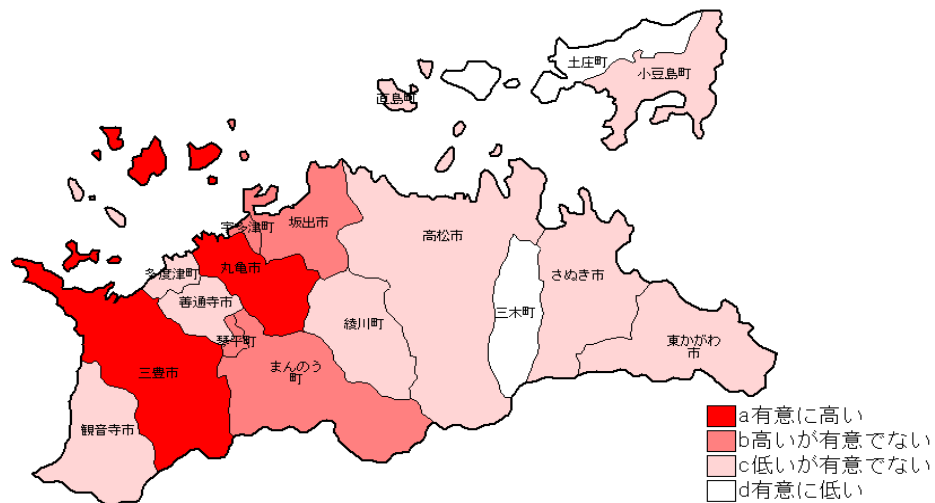 土庄町
小豆島町
直島町
宇多津町
坂出市
高松市
丸亀市
多度津町
さぬき市
善通寺市
綾川町
三木町
琴平町
東かがわ
市
まんのう
町
三豊市
観音寺市
a有意に高い
b高いが有意でない
c低いが有意でない
d有意に低い